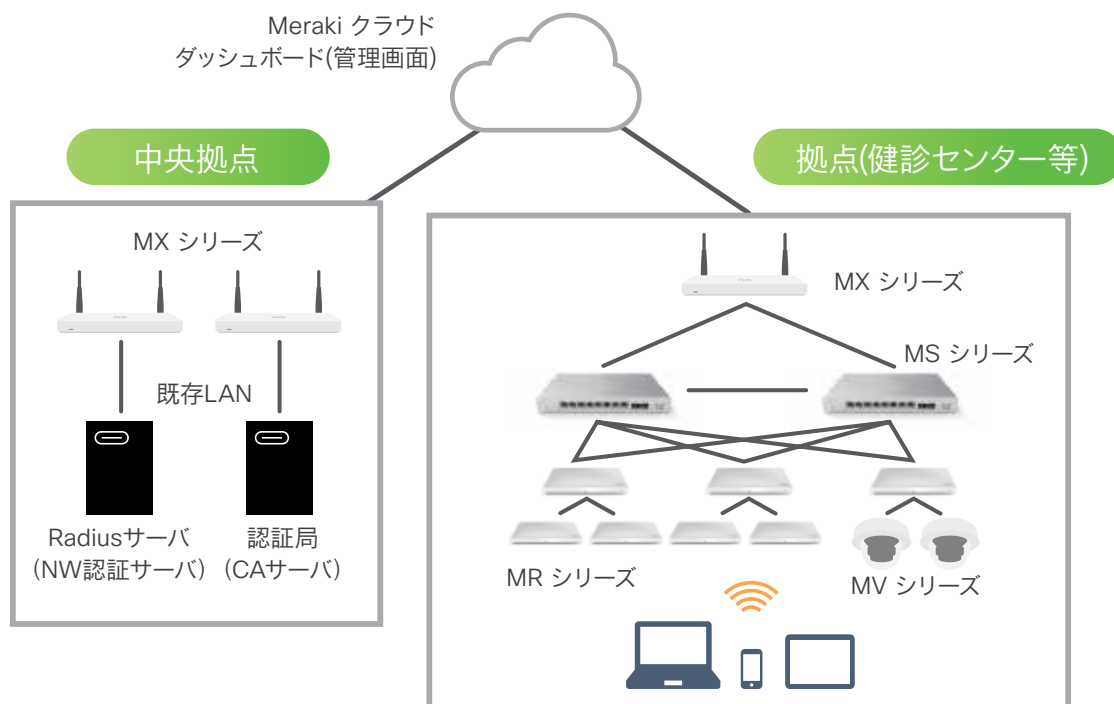 Meraki クラウド
ダッシュボード(管理画面)
中央拠点
拠点(健診センター等)
MX シリーズ
既存LAN
Radiusサーバ
（NW認証サーバ）
認証局
（CAサーバ）
MX シリーズ
MS シリーズ
MR シリーズ
MV シリーズ